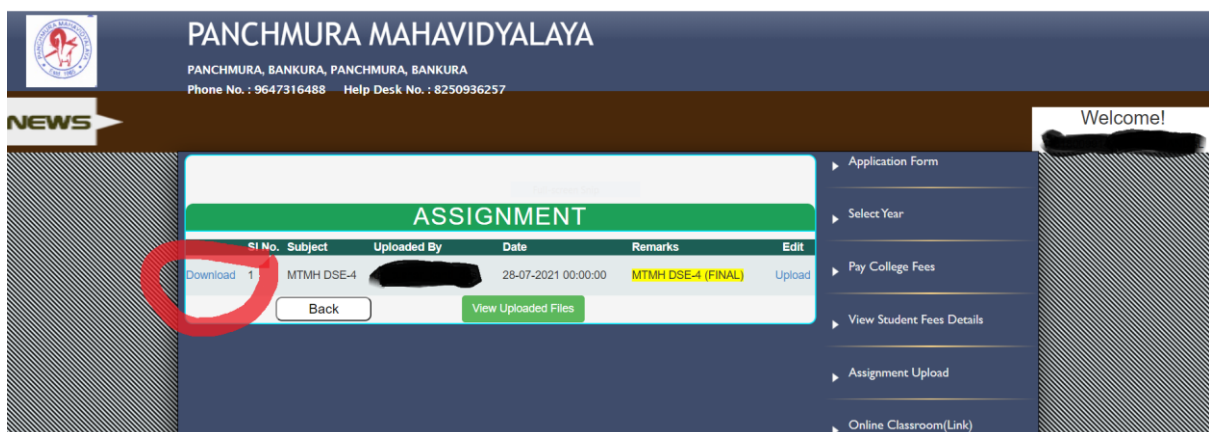 PANCHMURA MAHAVIDYALAYA
PANCHMURA, BANKURA, PANCHMURA, BANKURA
Phone No. : 9647316488 Help Desk No. : 8250936257
NEWS
Welcome!
ASSIGNMENT
Sl No. Subject Uploaded By Date Remarks Edit
Download 1 MTMH DSE-4 28-07-2021 00:00:00 MTMH DSE-4 (FINAL) Upload
Back View Uploaded Files
Application Form
Select Year
Pay College Fees
View Student Fees Details
Assignment Upload
Online Classroom(Link)